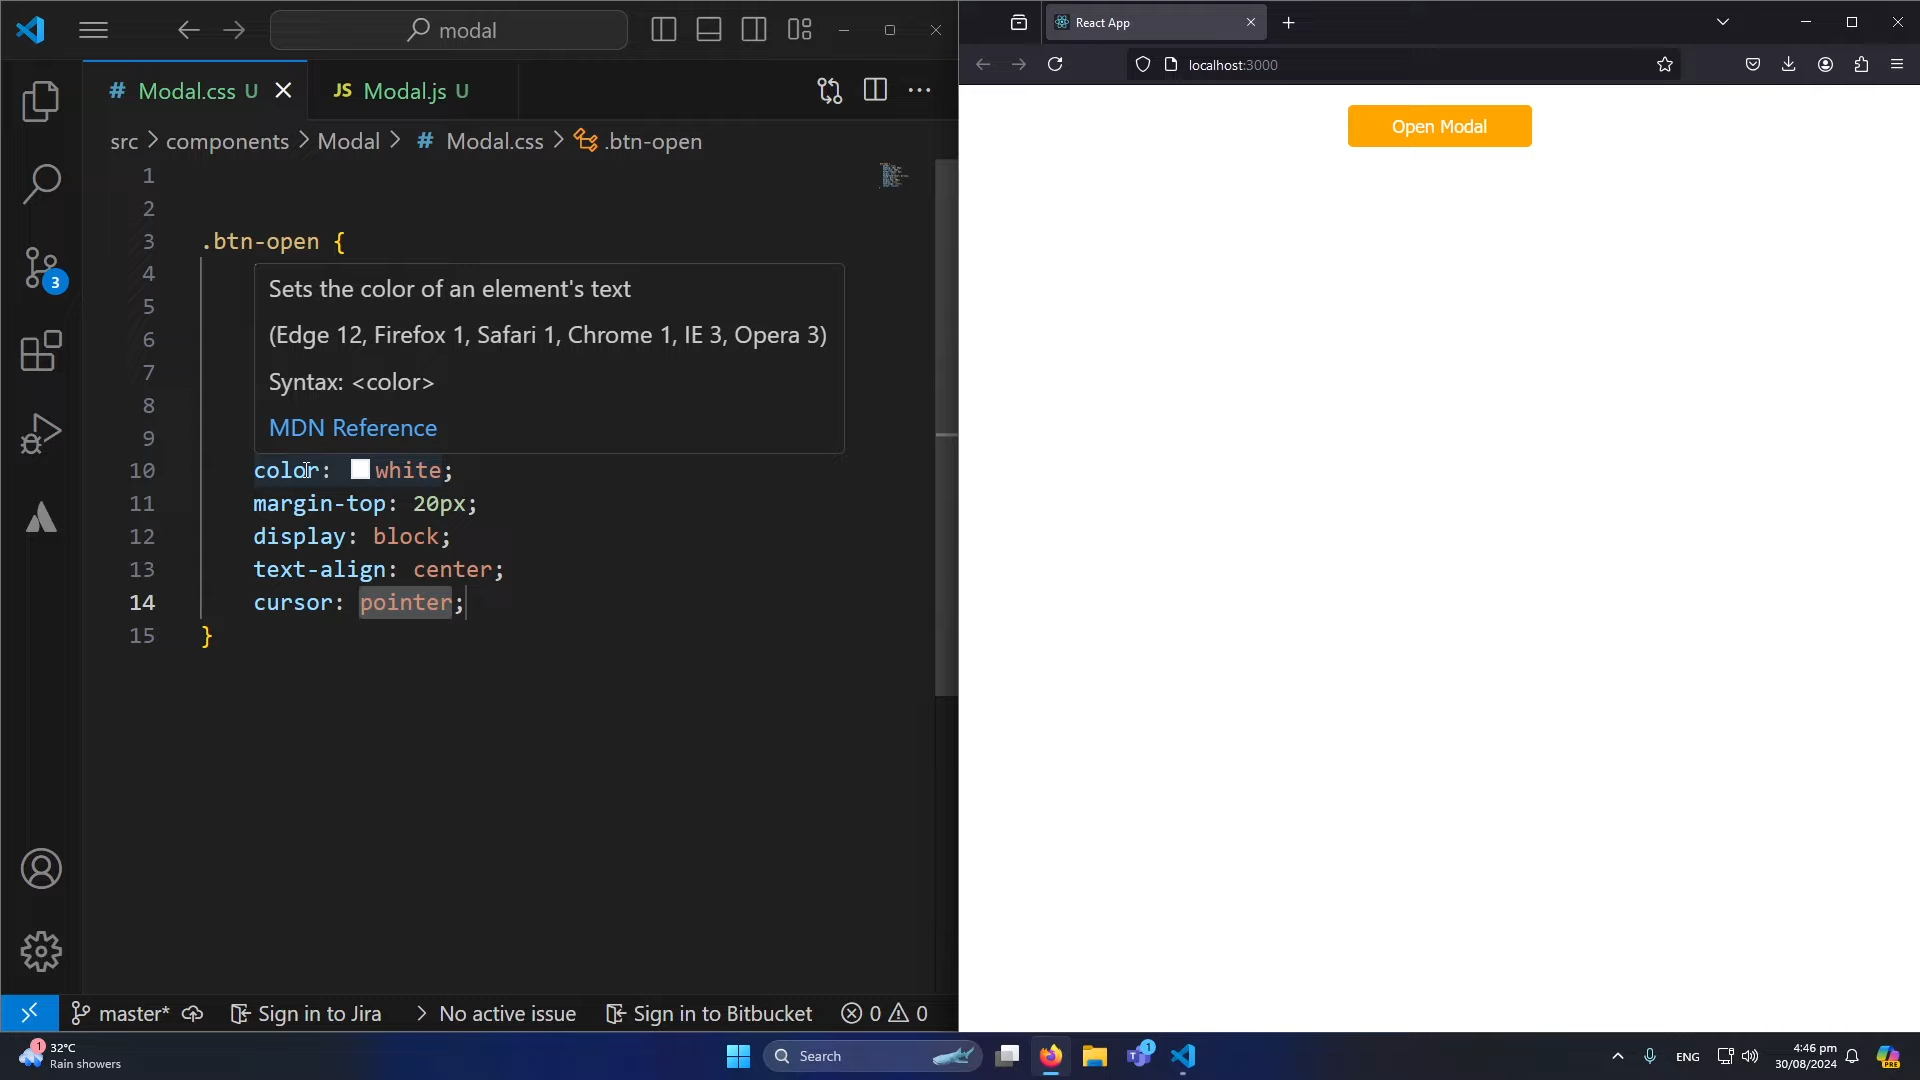 modal
React App
localhost:3000
# Modal.css U
JS Modal.js U
src > components > Modal > # Modal.css > .btn-open
Open Modal
1
2
3 .btn-open {
4
5
6
7
8
9
Sets the color of an element's text
(Edge 12, Firefox 1, Safari 1, Chrome 1, IE 3, Opera 3)
Syntax: <color>
MDN Reference
10 color: white;
11 margin-top: 20px;
12 display: block;
13 text-align: center;
14 cursor: pointer;
15 }
3
master* Sign in to Jira > No active issue Sign in to Bitbucket 0 0
1
32°C
Rain showers
Search
1
ENG
4:46 pm
30/08/2024
PRE